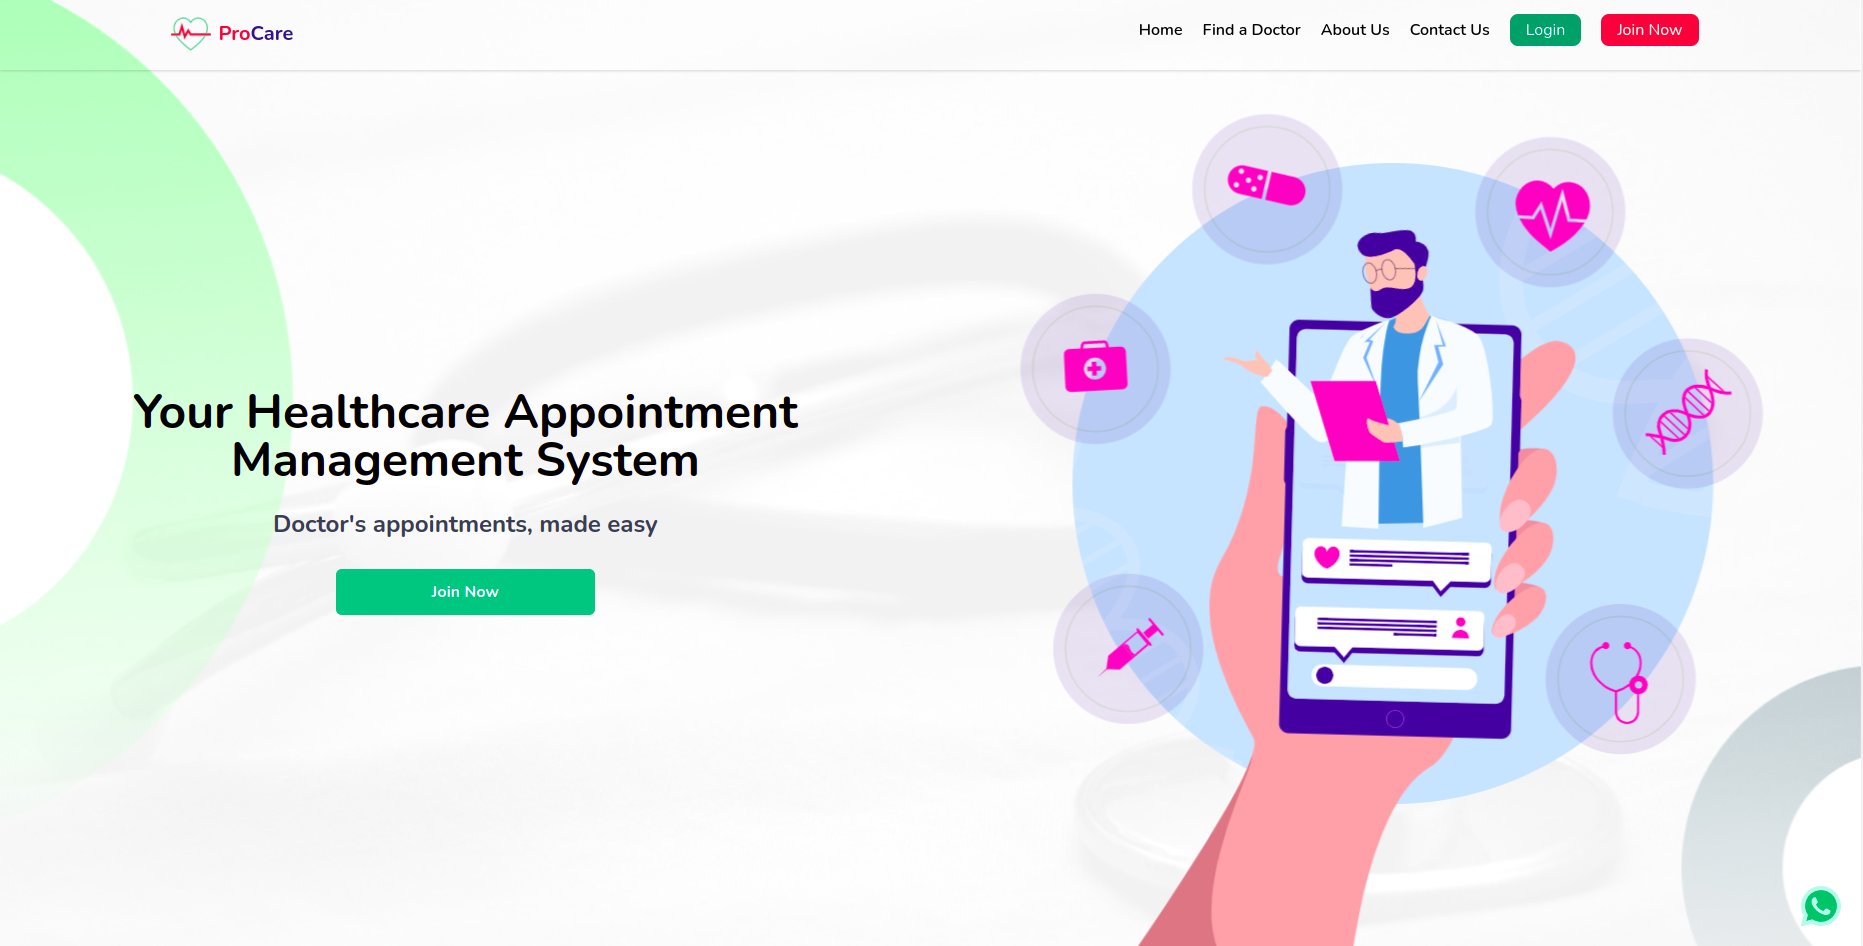 ProCare
Home
Find a Doctor
About Us
Contact Us
Login
Join Now
Your Healthcare Appointment
Management System
Doctor's appointments, made easy
Join Now